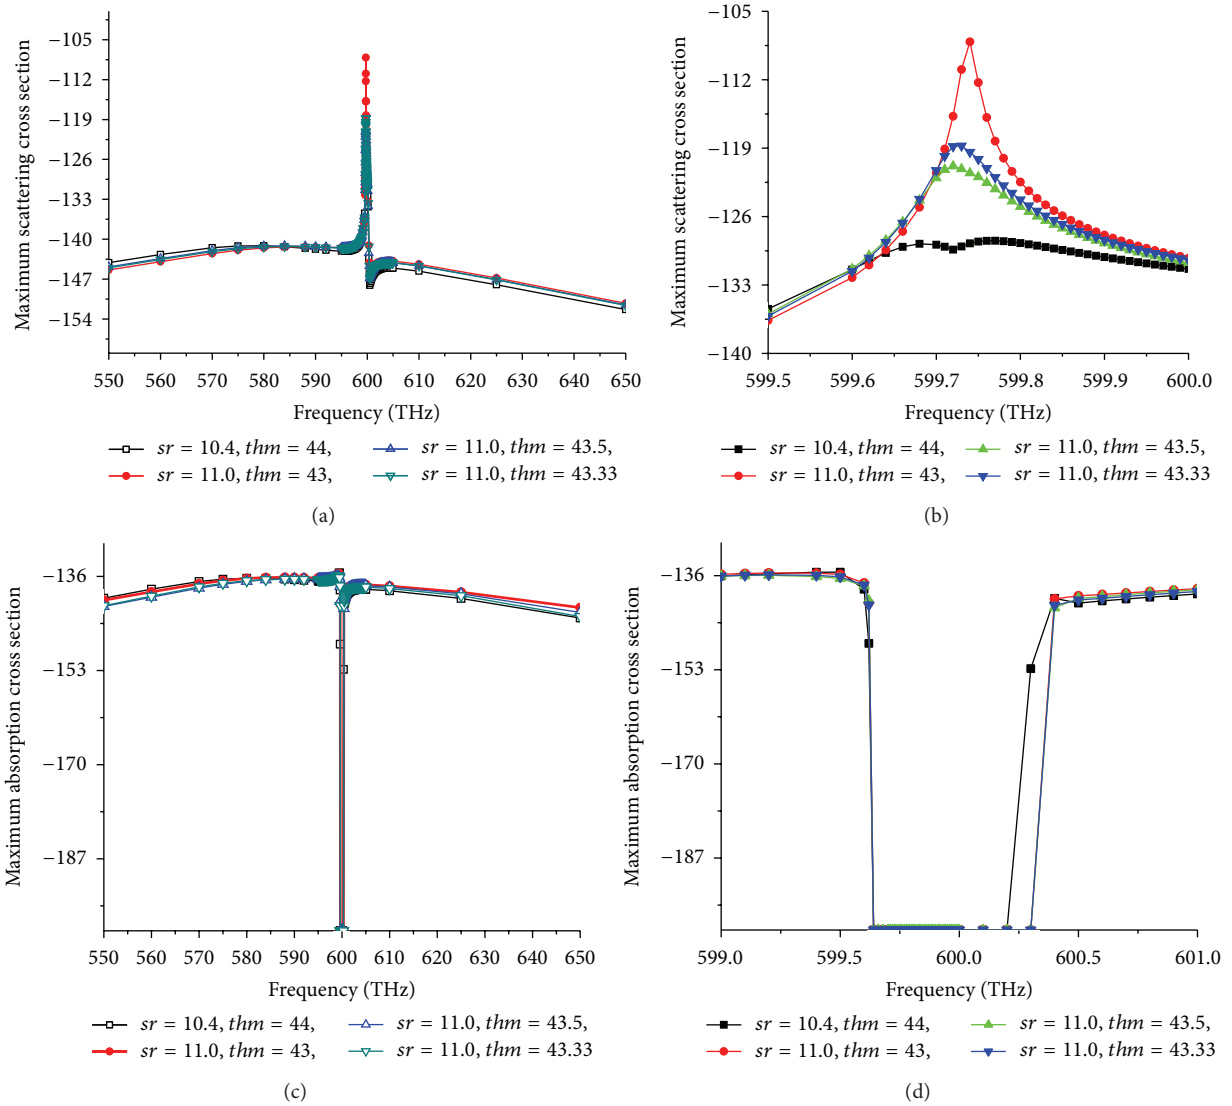 Maximum scattering cross section
−105
−112
−119
−126
−133
−140
−147
−154
550 560 570 580 590 600 610 620 630 640 650
Frequency (THz)
sr = 10.4, thm = 44,
sr = 11.0, thm = 43,
sr = 11.0, thm = 43.5,
sr = 11.0, thm = 43.33
(a)
Maximum scattering cross section
−105
−112
−119
−126
−133
−140
599.5 599.6 599.7 599.8 599.9 600.0
Frequency (THz)
sr = 10.4, thm = 44,
sr = 11.0, thm = 43,
sr = 11.0, thm = 43.5,
sr = 11.0, thm = 43.33
(b)
Maximum absorption cross section
−136
−153
−170
−187
550 560 570 580 590 600 610 620 630 640 650
Frequency (THz)
sr = 10.4, thm = 44,
sr = 11.0, thm = 43,
sr = 11.0, thm = 43.5,
sr = 11.0, thm = 43.33
(c)
Maximum absorption cross section
−136
−153
−170
−187
599.0 599.5 600.0 600.5 601.0
Frequency (THz)
sr = 10.4, thm = 44,
sr = 11.0, thm = 43,
sr = 11.0, thm = 43.5,
sr = 11.0, thm = 43.33
(d)